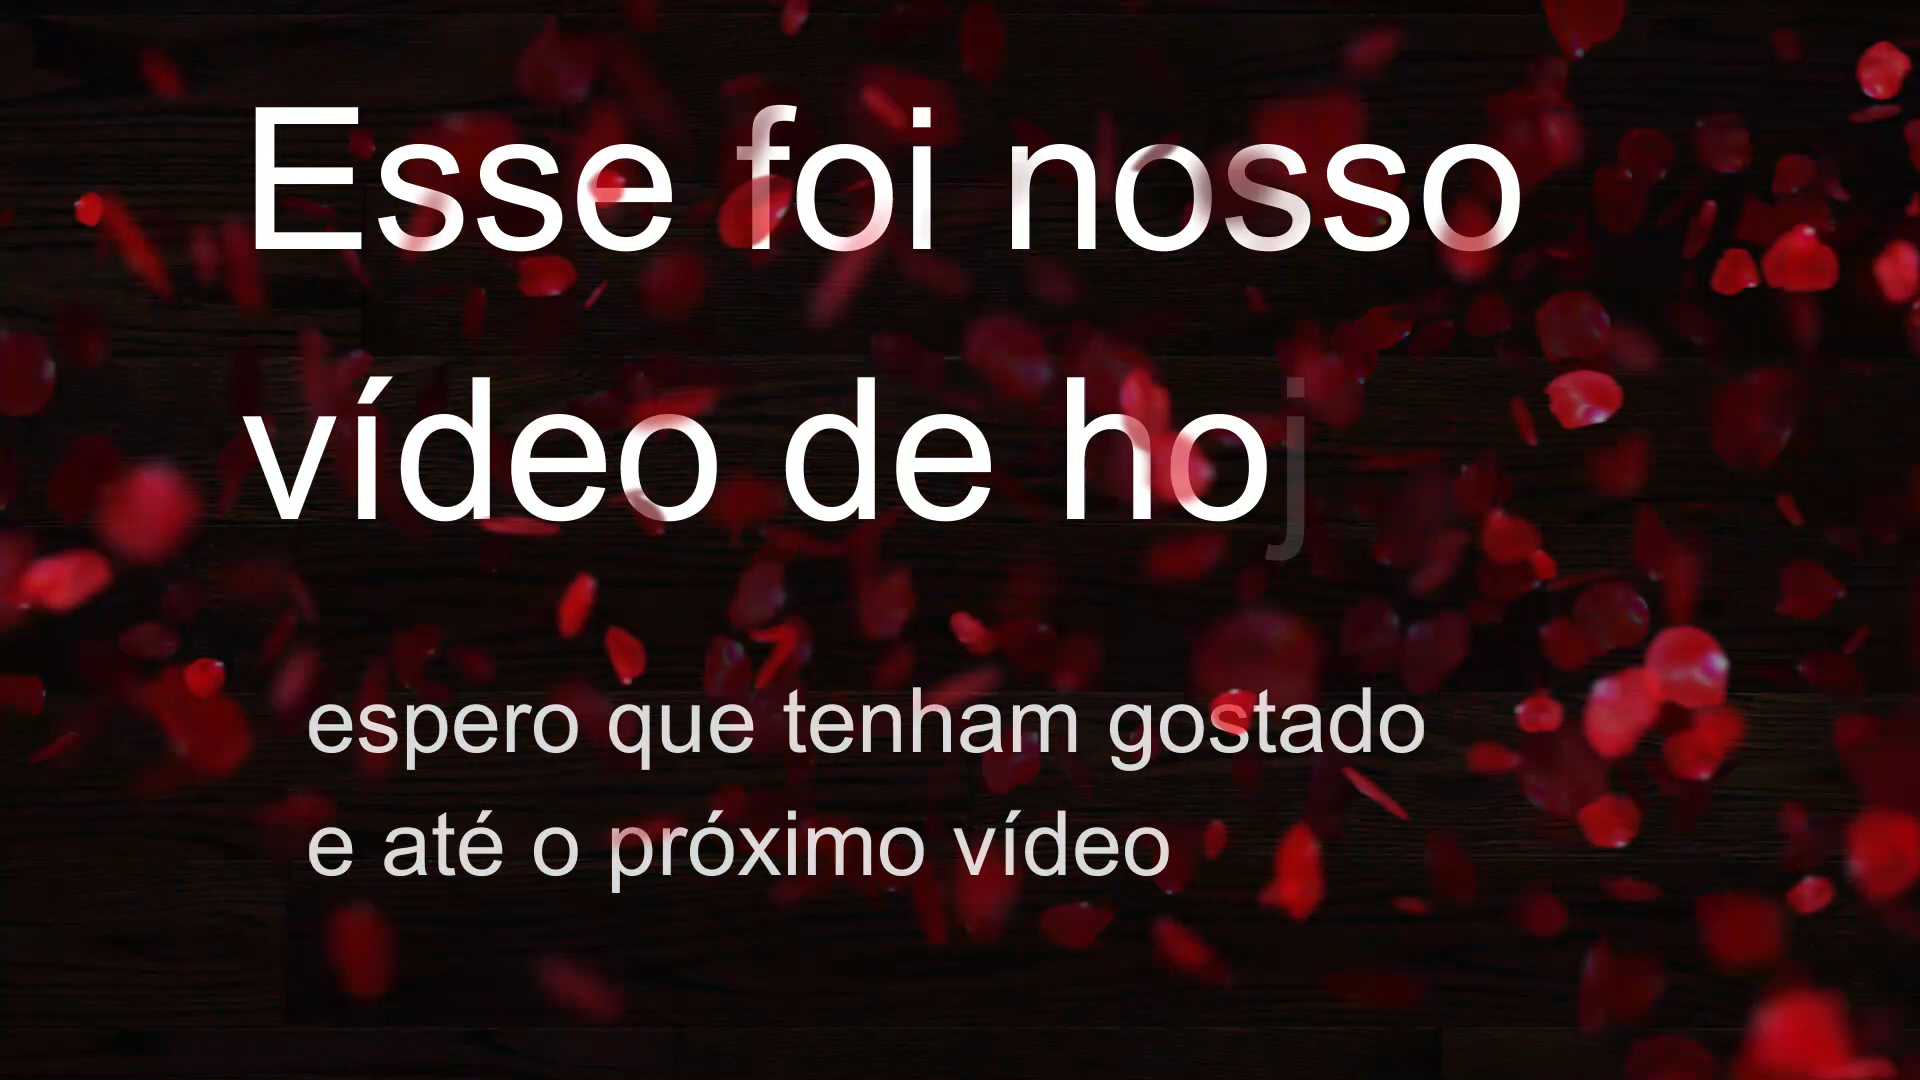 Esse foi nosso
vídeo de hoj
espero que tenham gostado
e até o próximo vídeo